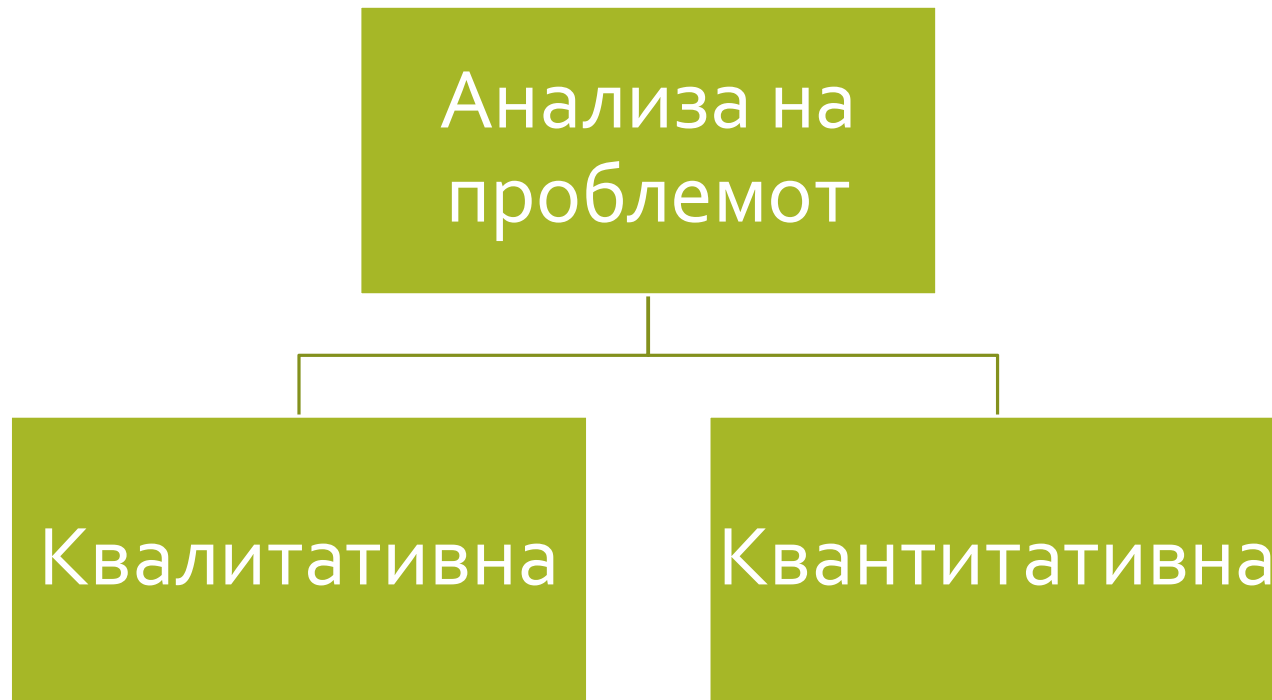 Анализа на
проблемот
Квалитативна
Квантитативна